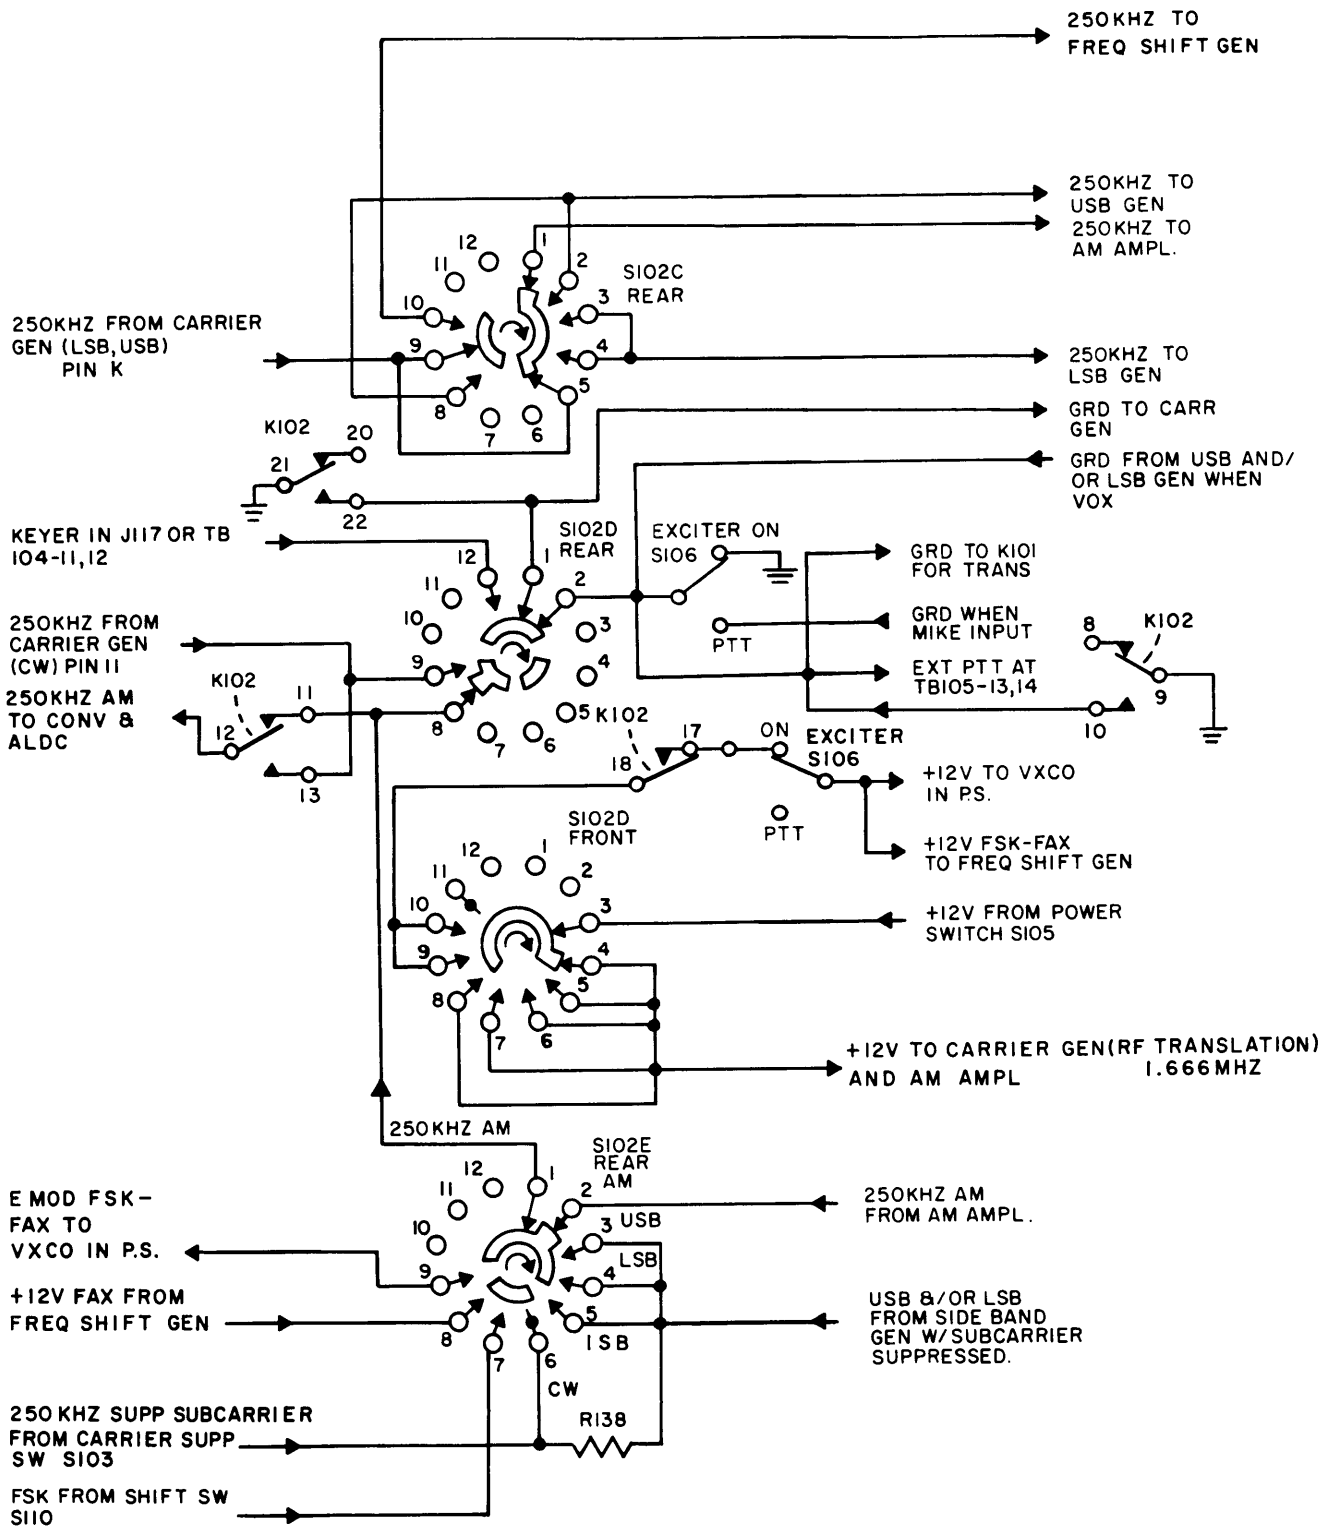 250KHZ TO
FREQ SHIFT GEN
250KHZ TO
USB GEN
250KHZ TO
AM AMPL.
S102C
REAR
1
2
3
4
5
6
7
8
9
10
11
12
250KHZ FROM CARRIER
GEN (LSB, USB)
PIN K
250KHZ TO
LSB GEN
GRD TO CARR
GEN
GRD FROM USB AND/
OR LSB GEN WHEN
VOX
K102
20
21
22
KEYER IN J117 OR TB
104-11,12
S102D
REAR
1
2
3
4
5
6
7
8
9
10
11
12
EXCITER ON
S106
PTT
GRD TO K101
FOR TRANS
GRD WHEN
MIKE INPUT
EXT PTT AT
TB105-13,14
8
K102
9
10
250KHZ FROM
CARRIER GEN
(CW) PIN 11
250KHZ AM
TO CONV &
ALDC
K102
11
12
13
K102
17
18
ON
EXCITER
S106
PTT
+12V TO VXCO
IN P.S.
+12V FSK-FAX
TO FREQ SHIFT GEN
S102D
FRONT
1
2
3
4
5
6
7
8
9
10
11
12
+12V FROM POWER
SWITCH S105
+12V TO CARRIER GEN(RF TRANSLATION)
AND AM AMPL 1.666MHZ
250KHZ AM
S102E
REAR
AM
1
2
USB
3
LSB
4
5
ISB
6
CW
7
8
9
10
11
12
250KHZ AM
FROM AM AMPL.
E MOD FSK-
FAX TO
VXCO IN P.S.
+12V FAX FROM
FREQ SHIFT GEN
USB &/OR LSB
FROM SIDE BAND
GEN W/SUBCARRIER
SUPPRESSED.
250 KHZ SUPP SUBCARRIER
FROM CARRIER SUPP
SW S103
R138
FSK FROM SHIFT SW
S110